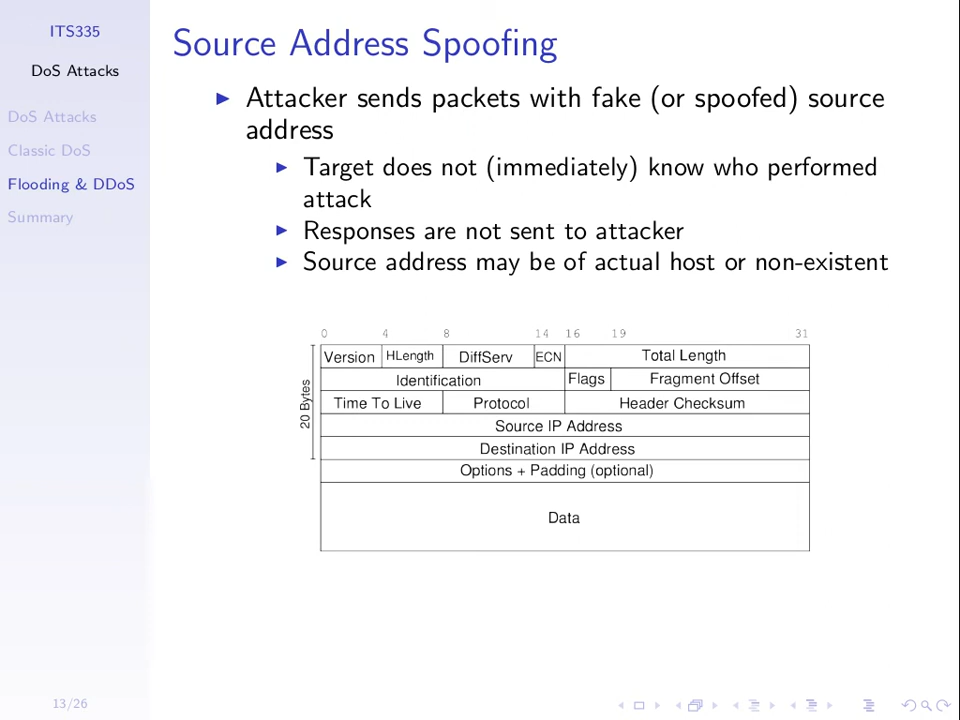 ITS335
DoS Attacks
DoS Attacks
Classic DoS
Flooding & DDoS
Summary
Source Address Spoofing
Attacker sends packets with fake (or spoofed) source
address
Target does not (immediately) know who performed
attack
Responses are not sent to attacker
Source address may be of actual host or non-existent
0 4 8 14 16 19 31
Version HLength DiffServ ECN Total Length
Identification Flags Fragment Offset
Time To Live Protocol Header Checksum
Source IP Address
Destination IP Address
Options + Padding (optional)
Data
20 Bytes
13/26